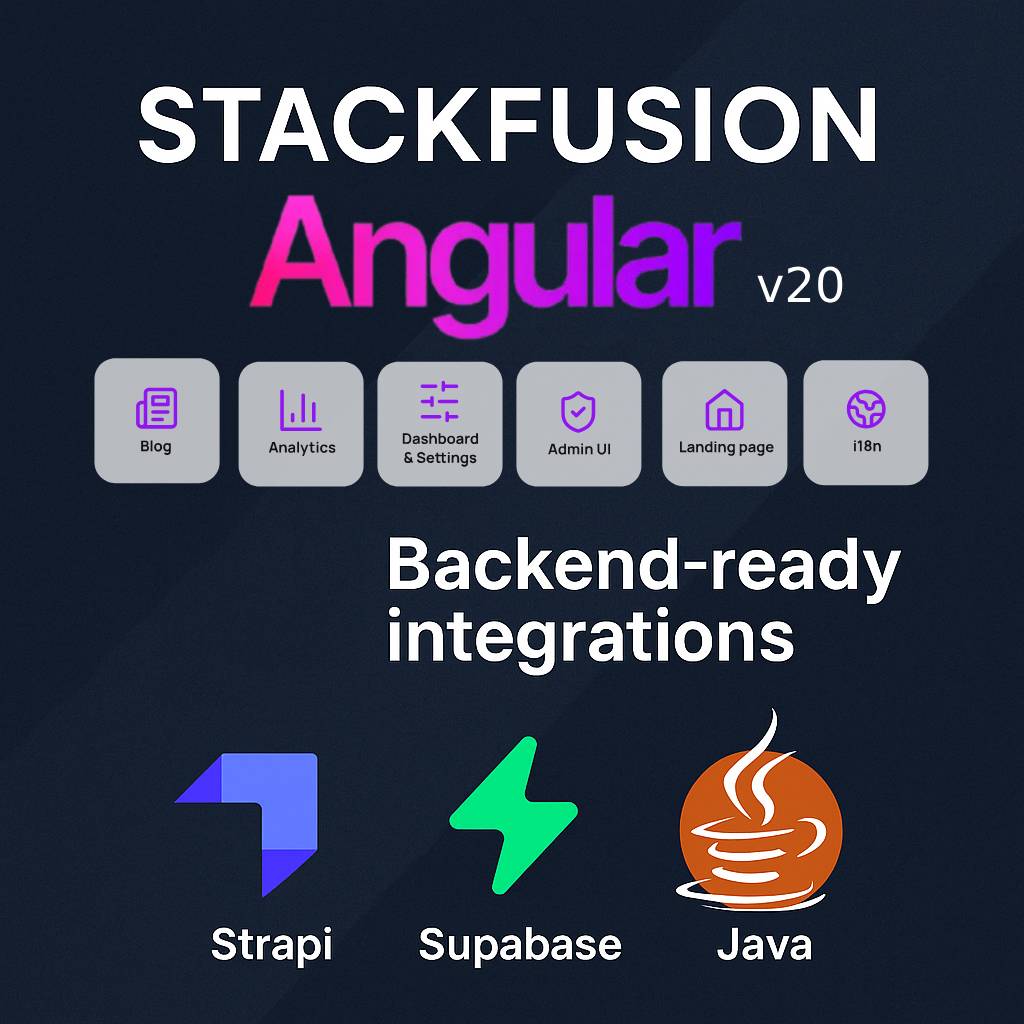 STACKFUSION
Angular v20
Blog
Analytics
Dashboard
& Settings
Admin UI
Landing page
i18n
Backend-ready
integrations
Strapi
Supabase
Java